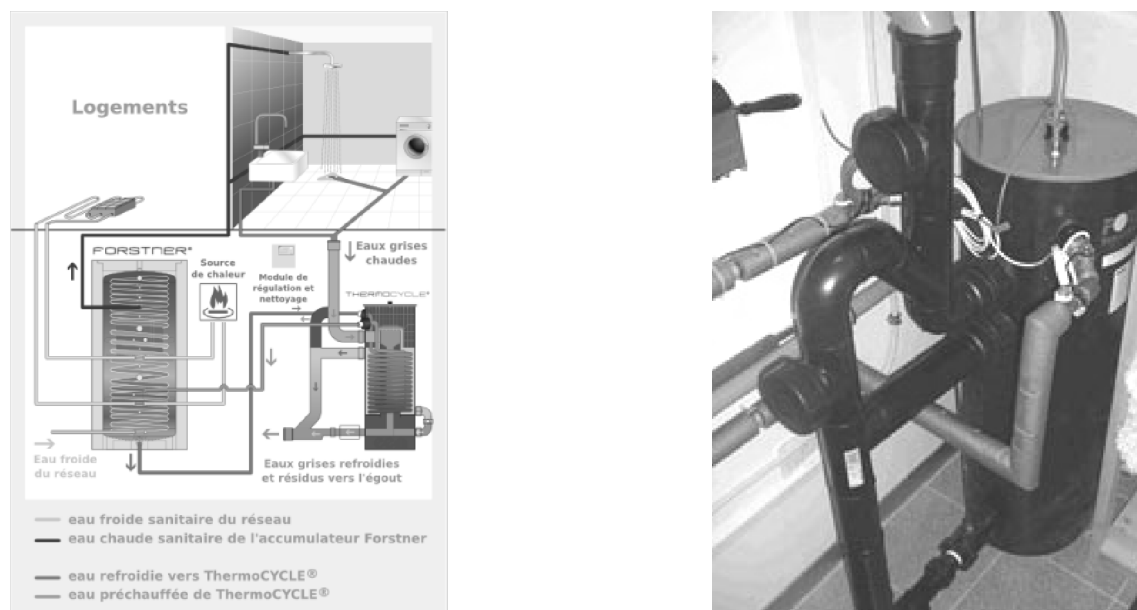 Logements
FORSTNER®
Source
de chaleur
Module de
régulation et
nettoyage
Eaux grises
chaudes
THERMOCYCLE®
Eau froide
du réseau
Eaux grises refroidies
et résidus vers l'égout
eau froide sanitaire du réseau
eau chaude sanitaire de l'accumulateur Forstner
eau refroidie vers ThermoCYCLE®
eau préchauffée de ThermoCYCLE®